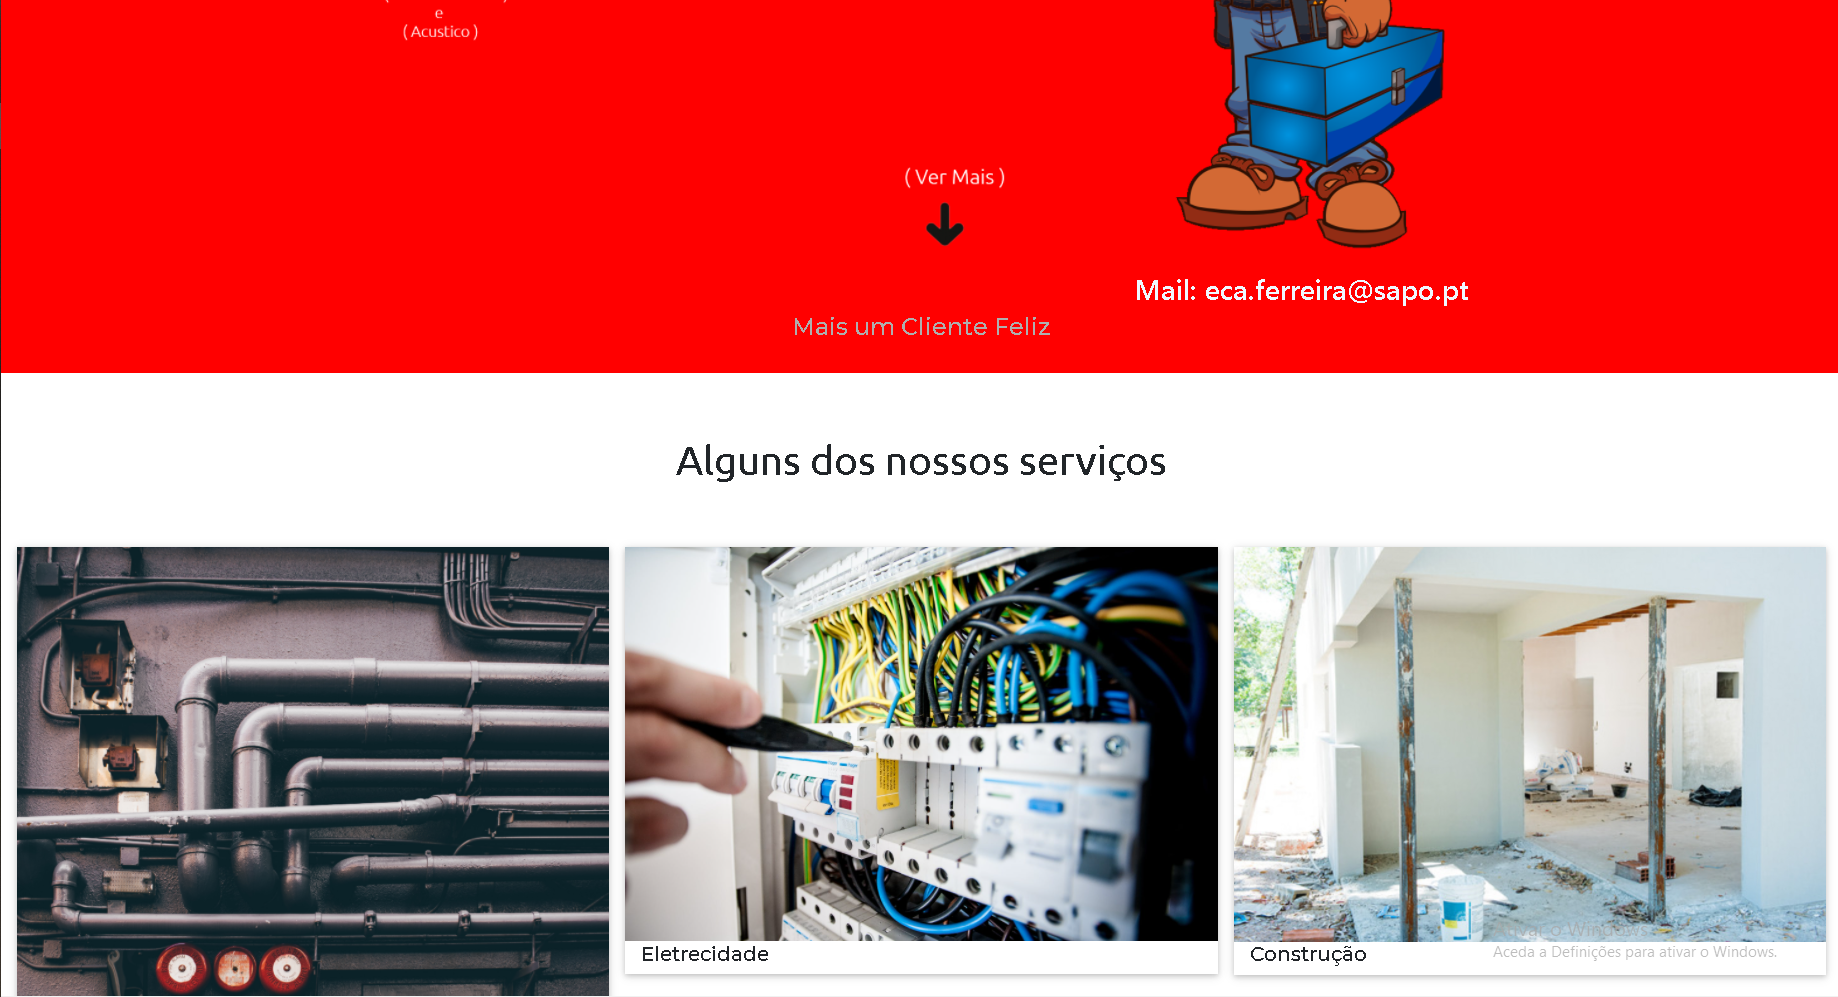 e
( Acustico )
( Ver Mais )
Mail: eca.ferreira@sapo.pt
Mais um Cliente Feliz
Alguns dos nossos serviços
Eletrecidade
Construção
Ativar o Windows
Aceda a Definições para ativar o Windows.